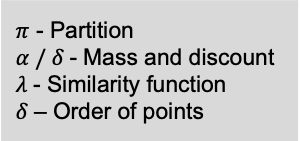 π - Partition
α / δ - Mass and discount
λ - Similarity function
δ – Order of points